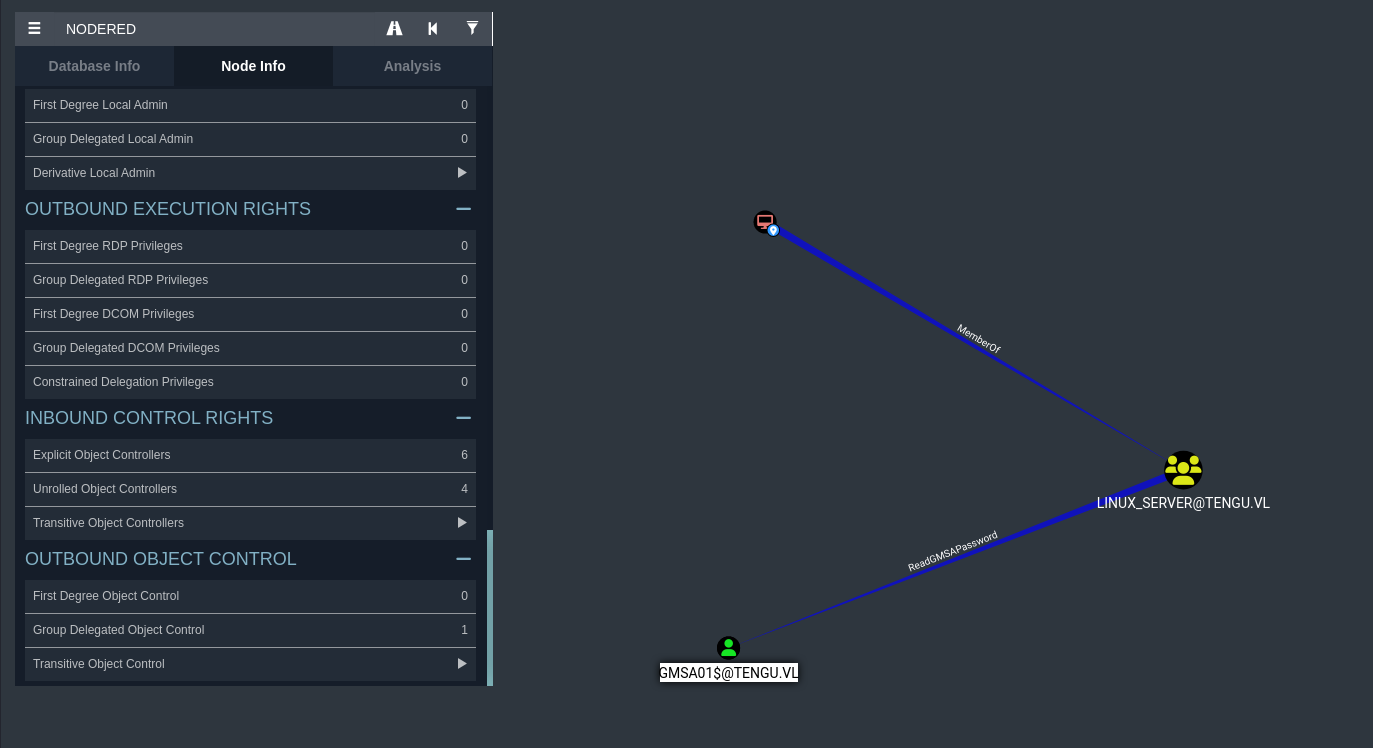 NODERED
Database Info Node Info Analysis
First Degree Local Admin 0
Group Delegated Local Admin 0
Derivative Local Admin
OUTBOUND EXECUTION RIGHTS
First Degree RDP Privileges 0
Group Delegated RDP Privileges 0
First Degree DCOM Privileges 0
Group Delegated DCOM Privileges 0
Constrained Delegation Privileges 0
INBOUND CONTROL RIGHTS
Explicit Object Controllers 6
Unrolled Object Controllers 4
Transitive Object Controllers
OUTBOUND OBJECT CONTROL
First Degree Object Control 0
Group Delegated Object Control 1
Transitive Object Control
MemberOf
LINUX_SERVER@TENGU.VL
ReadGMSAPassword
GMSA01$@TENGU.VL